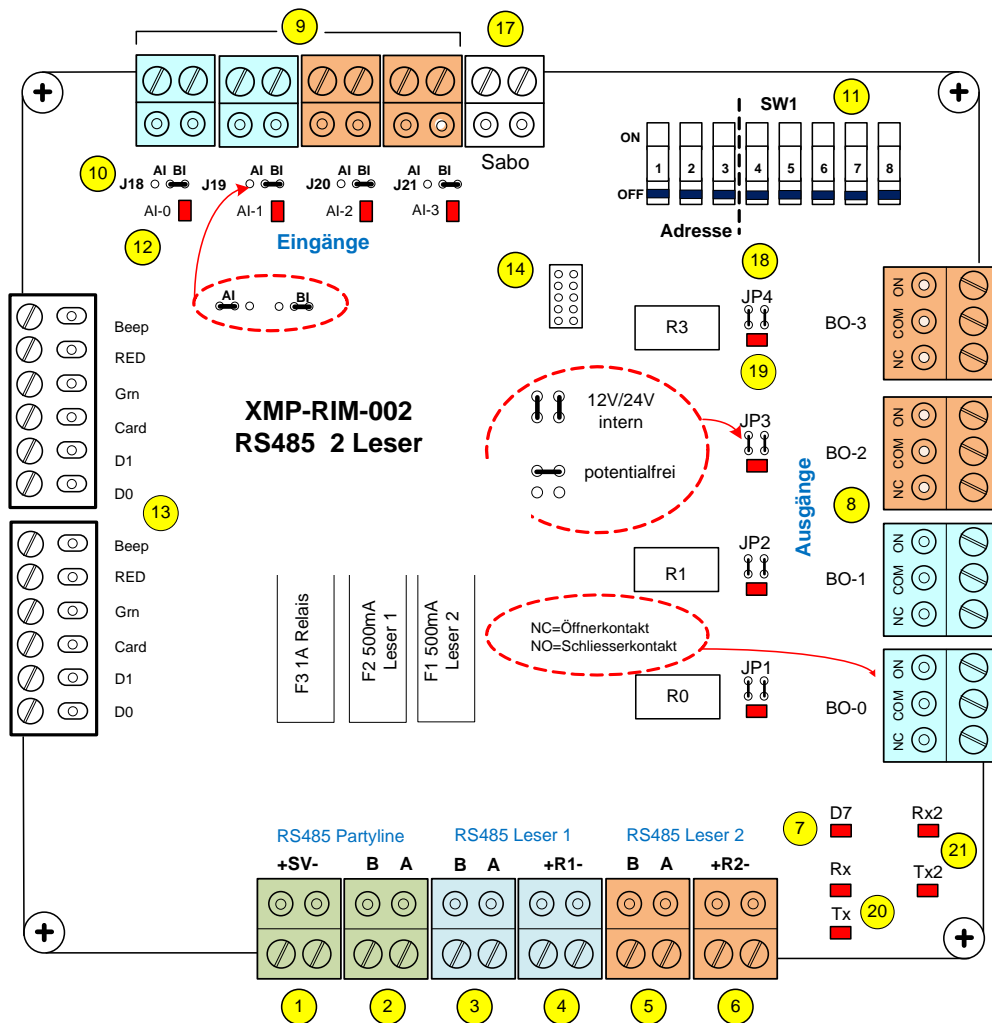 9
17
SW1
11
ON
1 2 3 4 5 6 7 8
OFF
Adresse
Sabo
10
AI BI AI BI AI BI AI BI
J18 J19 J20 J21
AI-0 AI-1 AI-2 AI-3
12
Eingänge
14
18
AI BI
JP4
R3
19
Beep
RED
Grn
Card
D1
D0
XMP-RIM-002
RS485 2 Leser
12V/24V
intern
potentialfrei
JP3
ON
COM
NC
BO-3
ON
COM
NC
BO-2
Ausgänge
8
13
Beep
RED
Grn
Card
D1
D0
F3 1A Relais
F2 500mA
Leser 1
F1 500mA
Leser 2
JP2
R1
ON
COM
NC
BO-1
NC=Öffnerkontakt
NO=Schliesserkontakt
JP1
R0
ON
COM
NC
BO-0
7
D7
Rx2
21
Rx
Tx2
20
Tx
RS485 Partyline
RS485 Leser 1
RS485 Leser 2
+SV- B A B A +R1- B A +R2-
1 2 3 4 5 6